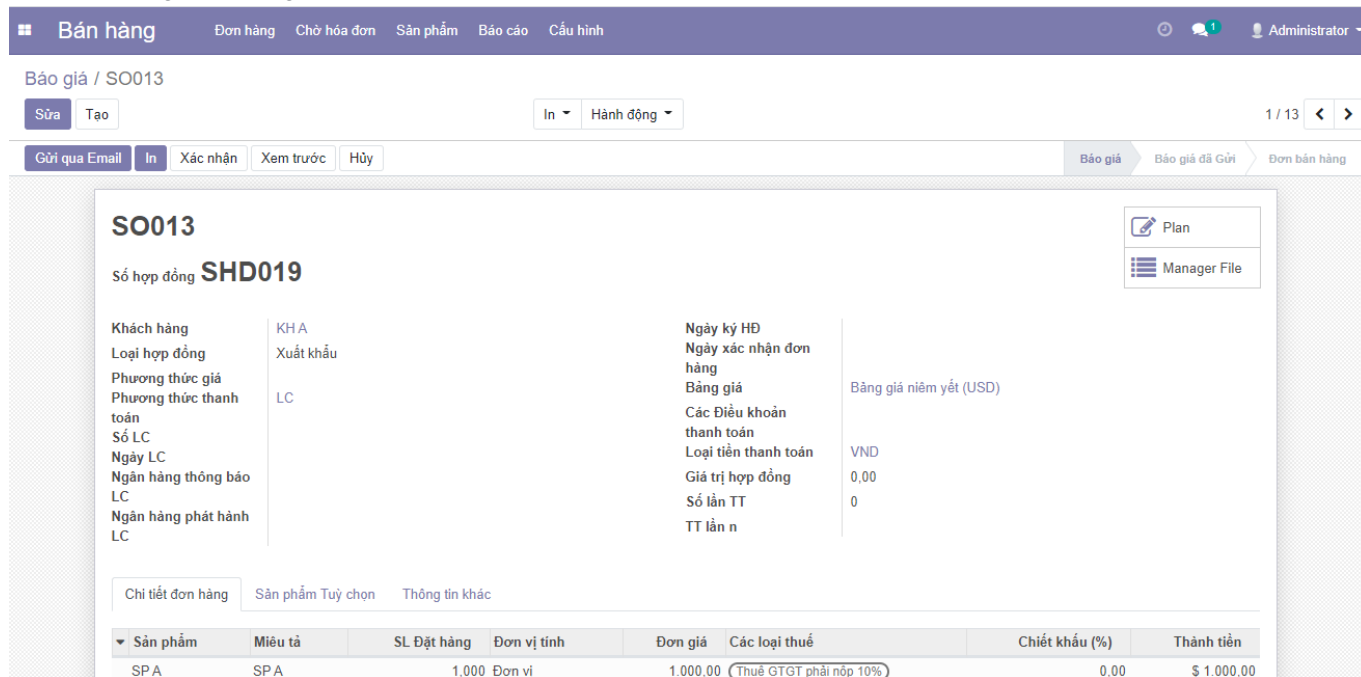 Bán hàng Đơn hàng Chờ hóa đơn Sản phẩm Báo cáo Cấu hình 1 Administrator
Báo giá / SO013
Sửa Tạo In Hành động 1 / 13
Gửi qua Email In Xác nhận Xem trước Hủy Báo giá Báo giá đã Gửi Đơn bán hàng
SO013
Plan
Số hợp đồng SHD019
Manager File
Khách hàng KH A
Loại hợp đồng Xuất khẩu
Phương thức giá
Phương thức thanh toán LC
Số LC
Ngày LC
Ngân hàng thông báo
LC
Ngân hàng phát hành
LC
Ngày ký HĐ
Ngày xác nhận đơn
hàng
Bảng giá Bảng giá niêm yết (USD)
Các Điều khoản
thanh toán
Loại tiền thanh toán VND
Giá trị hợp đồng 0,00
Số lần TT 0
TT lần n
Chi tiết đơn hàng Sản phẩm Tuỳ chọn Thông tin khác
Sản phẩm Miêu tả SL Đặt hàng Đơn vị tính Đơn giá Các loại thuế Chiết khấu (%) Thành tiền
SP A SP A 1,000 Đơn vị 1.000,00 Thuế GTGT phải nộp 10% 0,00 $ 1.000,00